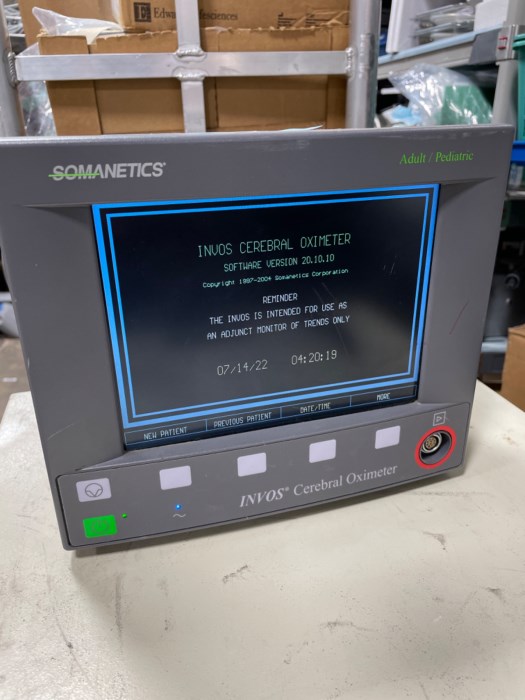 E Edwa
SOMANETICS®
Adult / Pediatric
INVOS CEREBRAL OXIMETER
SOFTWARE VERSION 20.10.10
Copyright 1997-2004 Somanetics Corporation
REMINDER
THE INVOS IS INTENDED FOR USE AS
AN ADJUNCT MONITOR OF TRENDS ONLY
07/14/22 04:20:19
NEW PATIENT PREVIOUS PATIENT DATE/TIME MORE
INVOS® Cerebral Oximeter